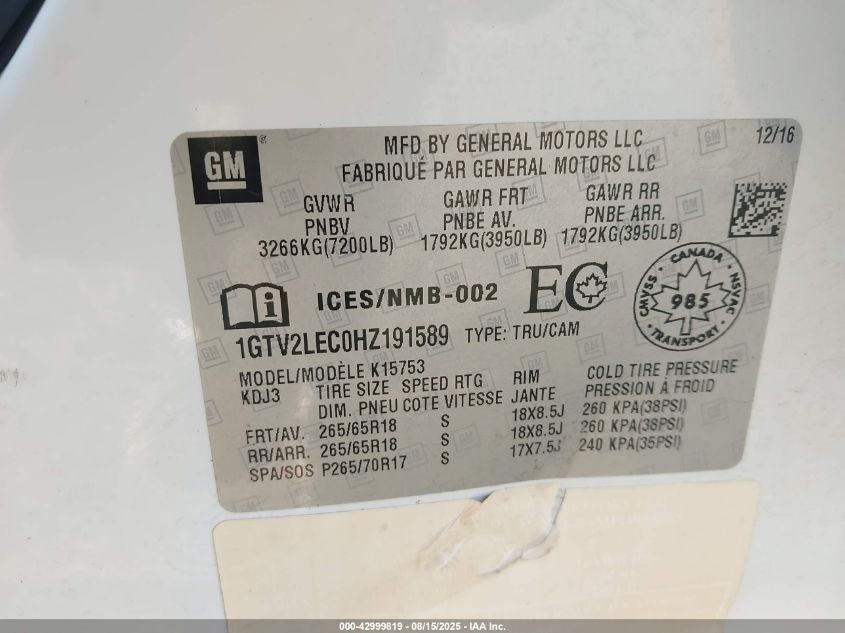 GM
MFD BY GENERAL MOTORS LLC
12/16
FABRIQUÉ PAR GENERAL MOTORS LLC
GVWR GAWR FRT GAWR RR
PNBV PNBE AV. PNBE ARR.
3266KG(7200LB) 1792KG(3950LB) 1792KG(3950LB)
ICES/NMB-002 EC
CANADA CMVSS NSVAC 985 TRANSPORT
1GTV2LEC0HZ191589 TYPE: TRU/CAM
MODEL/MODÈLE K15753
KDJ3 TIRE SIZE SPEED RTG RIM COLD TIRE PRESSURE
DIM. PNEU COTE VITESSE JANTE PRESSION À FROID
FRT/AV. 265/65R18 S 18X8.5J 260 KPA(38PSI)
RR/ARR. 265/65R18 S 18X8.5J 260 KPA(38PSI)
SPA/SOS P265/70R17 S 17X7.5J 240 KPA(35PSI)
000-42999819 - 08/15/2025 - IAA Inc.